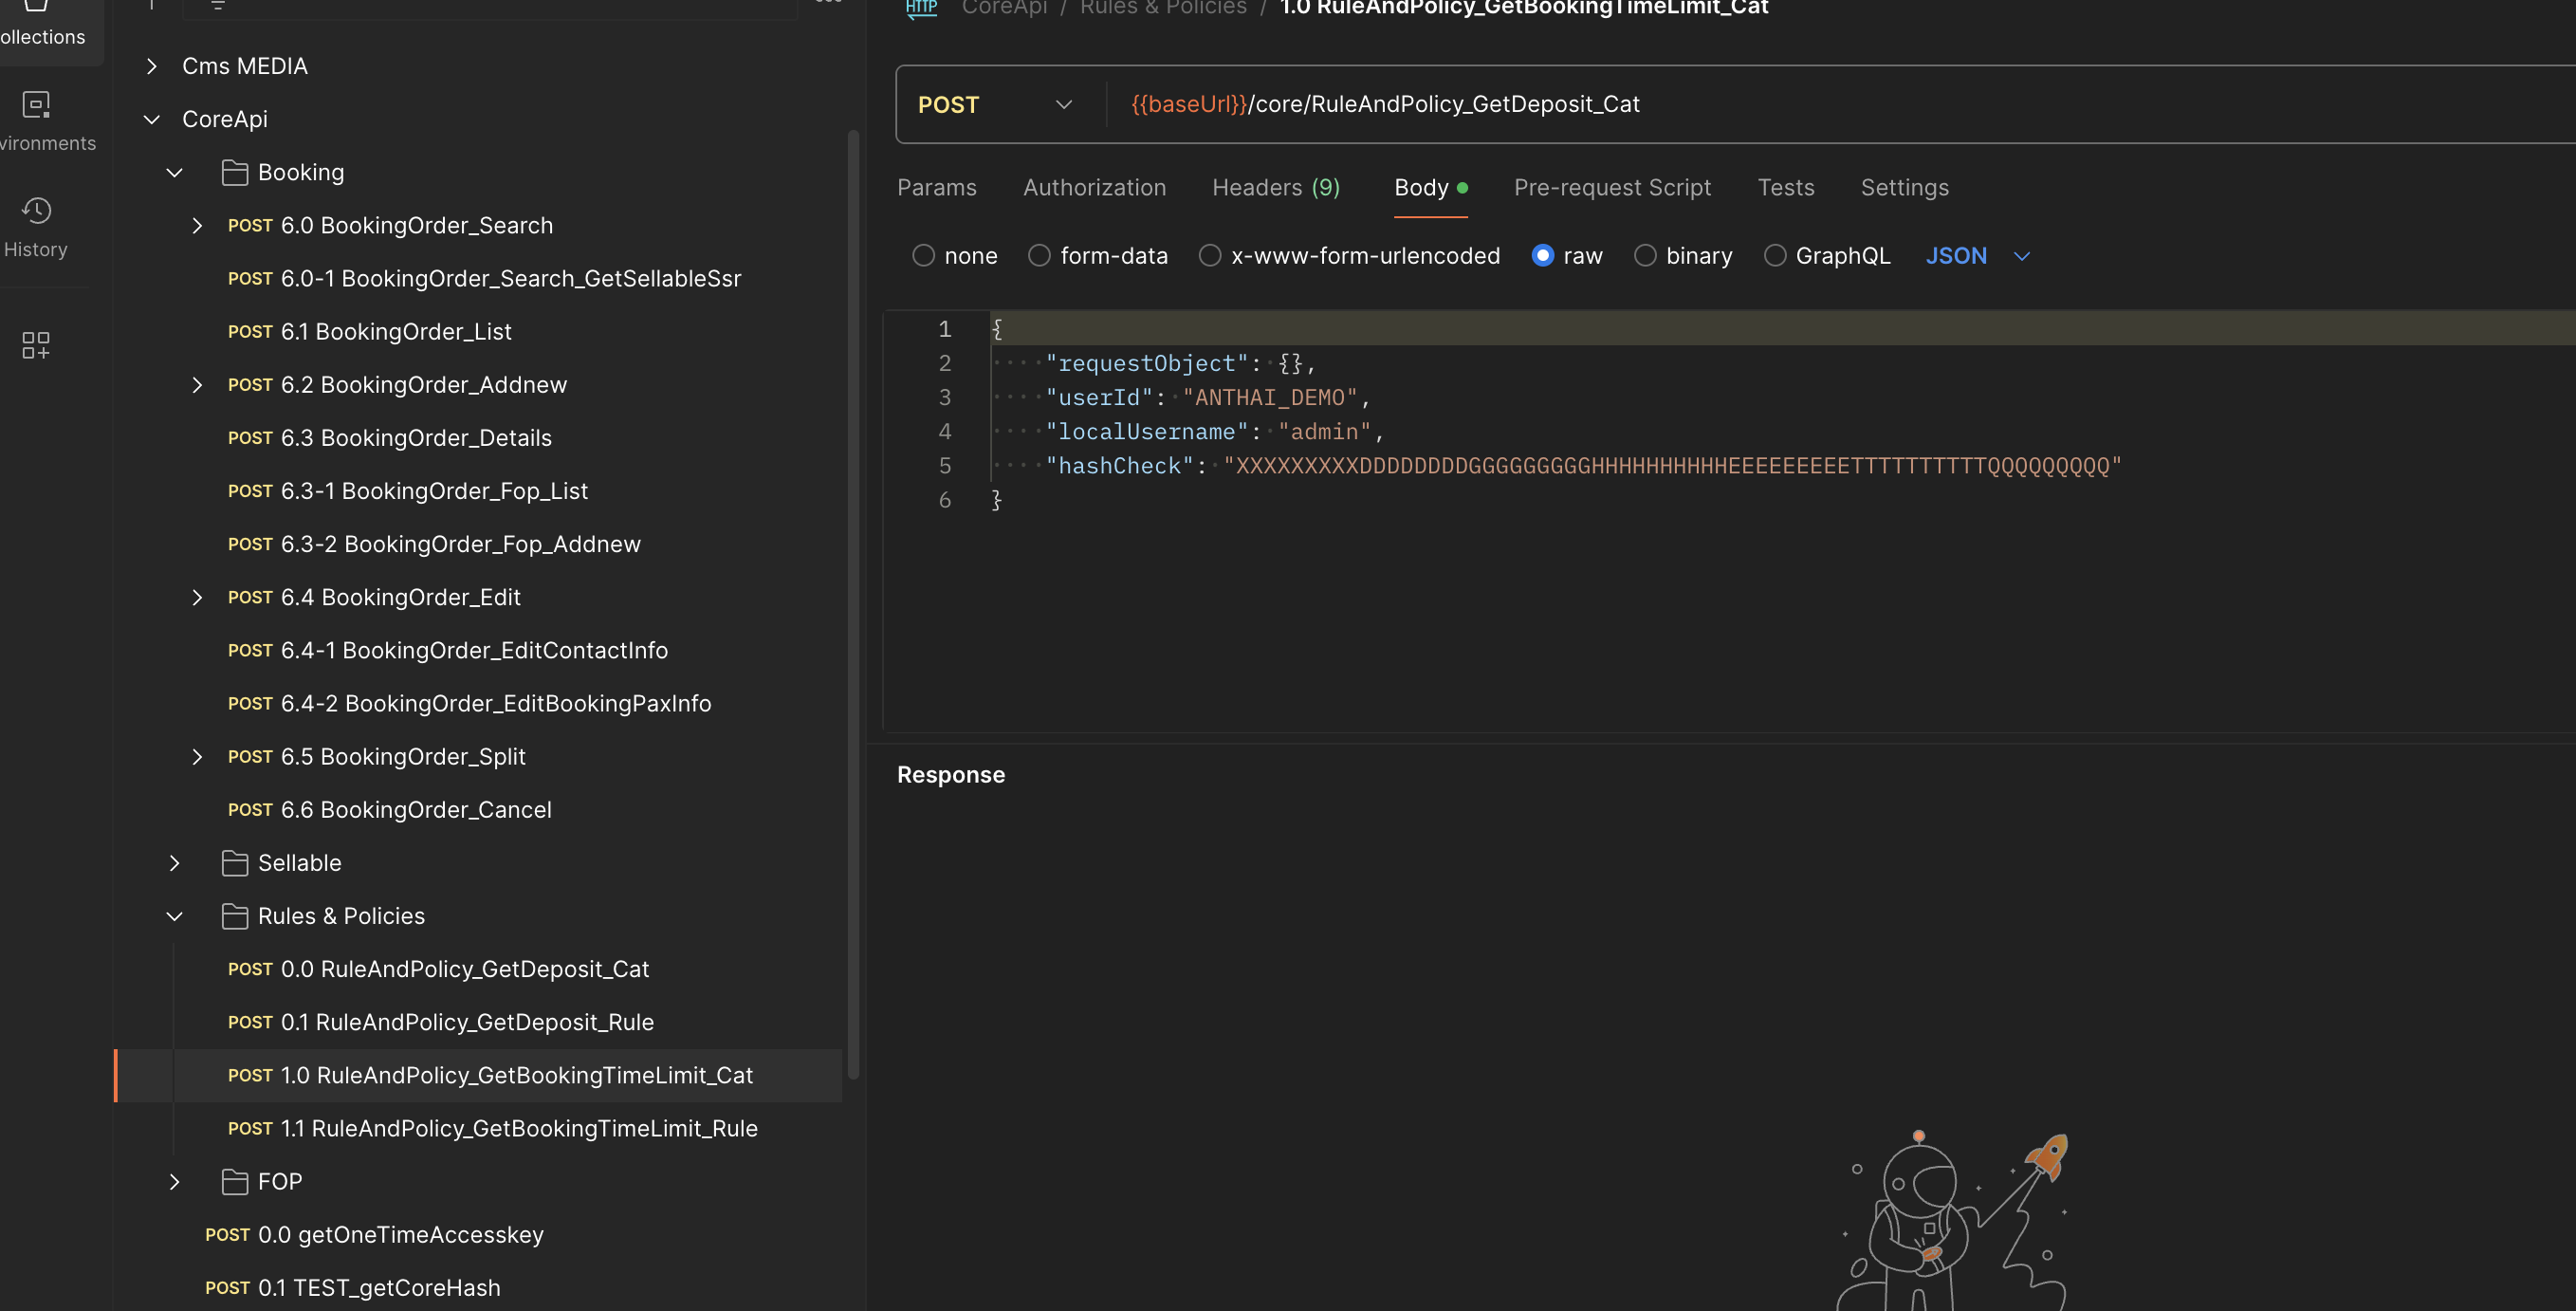 ollections
vironments
History
Cms MEDIA
CoreApi
Booking
POST 6.0 BookingOrder_Search
POST 6.0-1 BookingOrder_Search_GetSellableSsr
POST 6.1 BookingOrder_List
POST 6.2 BookingOrder_Addnew
POST 6.3 BookingOrder_Details
POST 6.3-1 BookingOrder_Fop_List
POST 6.3-2 BookingOrder_Fop_Addnew
POST 6.4 BookingOrder_Edit
POST 6.4-1 BookingOrder_EditContactInfo
POST 6.4-2 BookingOrder_EditBookingPaxInfo
POST 6.5 BookingOrder_Split
POST 6.6 BookingOrder_Cancel
Sellable
Rules & Policies
POST 0.0 RuleAndPolicy_GetDeposit_Cat
POST 0.1 RuleAndPolicy_GetDeposit_Rule
POST 1.0 RuleAndPolicy_GetBookingTimeLimit_Cat
POST 1.1 RuleAndPolicy_GetBookingTimeLimit_Rule
FOP
POST 0.0 getOneTimeAccesskey
POST 0.1 TEST_getCoreHash
HTTP CoreApi / Rules & Policies / 1.0 RuleAndPolicy_GetBookingTimeLimit_Cat
POST {{baseUrl}}/core/RuleAndPolicy_GetDeposit_Cat
Params Authorization Headers (9) Body Pre-request Script Tests Settings
none form-data x-www-form-urlencoded raw binary GraphQL JSON
1 {
2 "requestObject": {},
3 "userId": "ANTHAI_DEMO",
4 "localUsername": "admin",
5 "hashCheck": "XXXXXXXXXDDDDDDDDGGGGGGGGGHHHHHHHHHHEEEEEEEEETTTTTTTTTTQQQQQQQQQ"
6 }
Response